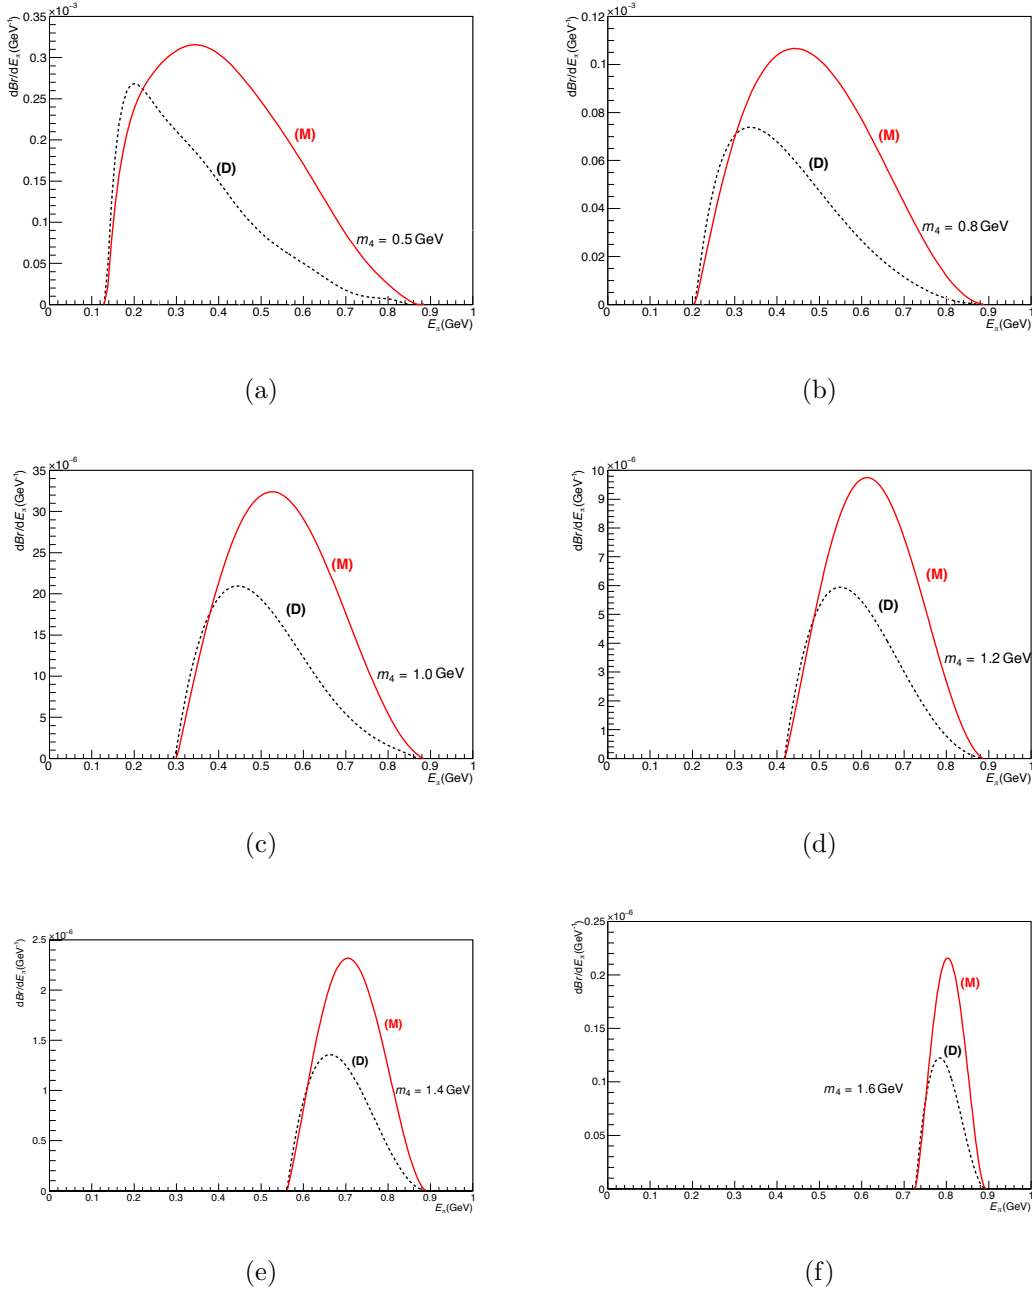 ×10⁻³
dBr/dE_π(GeV⁻¹)
0.35
0.3
0.25
0.2
0.15
0.1
0.05
0
(M)
(D)
m₄ = 0.5 GeV
0 0.1 0.2 0.3 0.4 0.5 0.6 0.7 0.8 0.9 1
E_π(GeV)
(a)
×10⁻³
dBr/dE_π(GeV⁻¹)
0.12
0.1
0.08
0.06
0.04
0.02
0
(M)
(D)
m₄ = 0.8 GeV
0 0.1 0.2 0.3 0.4 0.5 0.6 0.7 0.8 0.9 1
E_π(GeV)
(b)
×10⁻⁶
dBr/dE_π(GeV⁻¹)
35
30
25
20
15
10
5
0
(M)
(D)
m₄ = 1.0 GeV
0 0.1 0.2 0.3 0.4 0.5 0.6 0.7 0.8 0.9 1
E_π(GeV)
(c)
×10⁻⁶
dBr/dE_π(GeV⁻¹)
10
9
8
7
6
5
4
3
2
1
0
(M)
(D)
m₄ = 1.2 GeV
0 0.1 0.2 0.3 0.4 0.5 0.6 0.7 0.8 0.9 1
E_π(GeV)
(d)
×10⁻⁶
dBr/dE_π(GeV⁻¹)
2.5
2
1.5
1
0.5
0
(M)
(D)
m₄ = 1.4 GeV
0 0.1 0.2 0.3 0.4 0.5 0.6 0.7 0.8 0.9 1
E_π(GeV)
(e)
×10⁻⁶
dBr/dE_π(GeV⁻¹)
0.25
0.2
0.15
0.1
0.05
0
(M)
(D)
m₄ = 1.6 GeV
0 0.1 0.2 0.3 0.4 0.5 0.6 0.7 0.8 0.9 1
E_π(GeV)
(f)